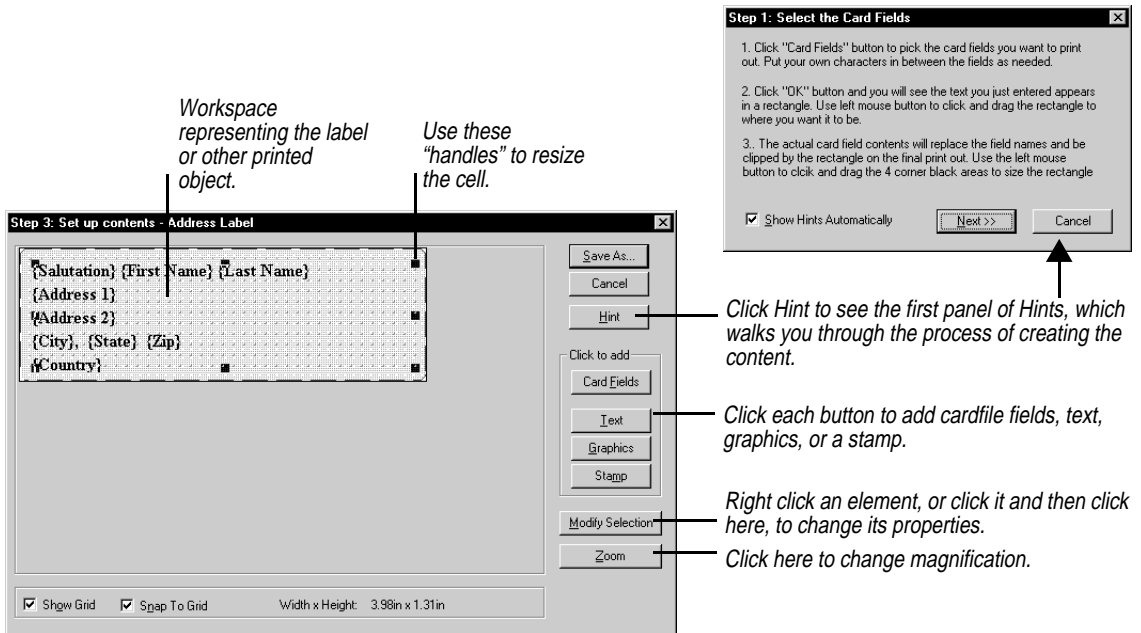 Step 1: Select the Card Fields
1. Click "Card Fields" button to pick the card fields you want to print
out. Put your own characters in between the fields as needed.
2. Click "OK" button and you will see the text you just entered appears
in a rectangle. Use left mouse button to click and drag the rectangle to
where you want it to be.
3.. The actual card field contents will replace the field names and be
clipped by the rectangle on the final print out. Use the left mouse
button to clcik and drag the 4 corner black areas to size the rectangle
Show Hints Automatically
Next >>
Cancel
Workspace
representing the label
or other printed
object.
Use these
“handles” to resize
the cell.
Step 3: Set up contents - Address Label
{Salutation} {First Name} {Last Name}
{Address 1}
{Address 2}
{City}, {State} {Zip}
{Country}
Save As...
Cancel
Hint
Click to add
Card Fields
Text
Graphics
Stamp
Modify Selection
Zoom
Show Grid
Snap To Grid
Width x Height: 3.98in x 1.31in
Click Hint to see the first panel of Hints, which
walks you through the process of creating the
content.
Click each button to add cardfile fields, text,
graphics, or a stamp.
Right click an element, or click it and then click
here, to change its properties.
Click here to change magnification.